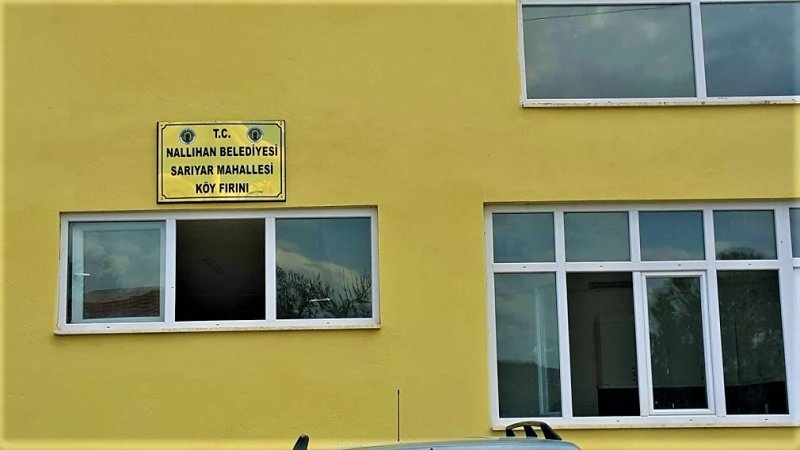 T.C.
NALLIHAN BELEDİYESİ
SARIYAR MAHALLESİ
KÖY FIRINI